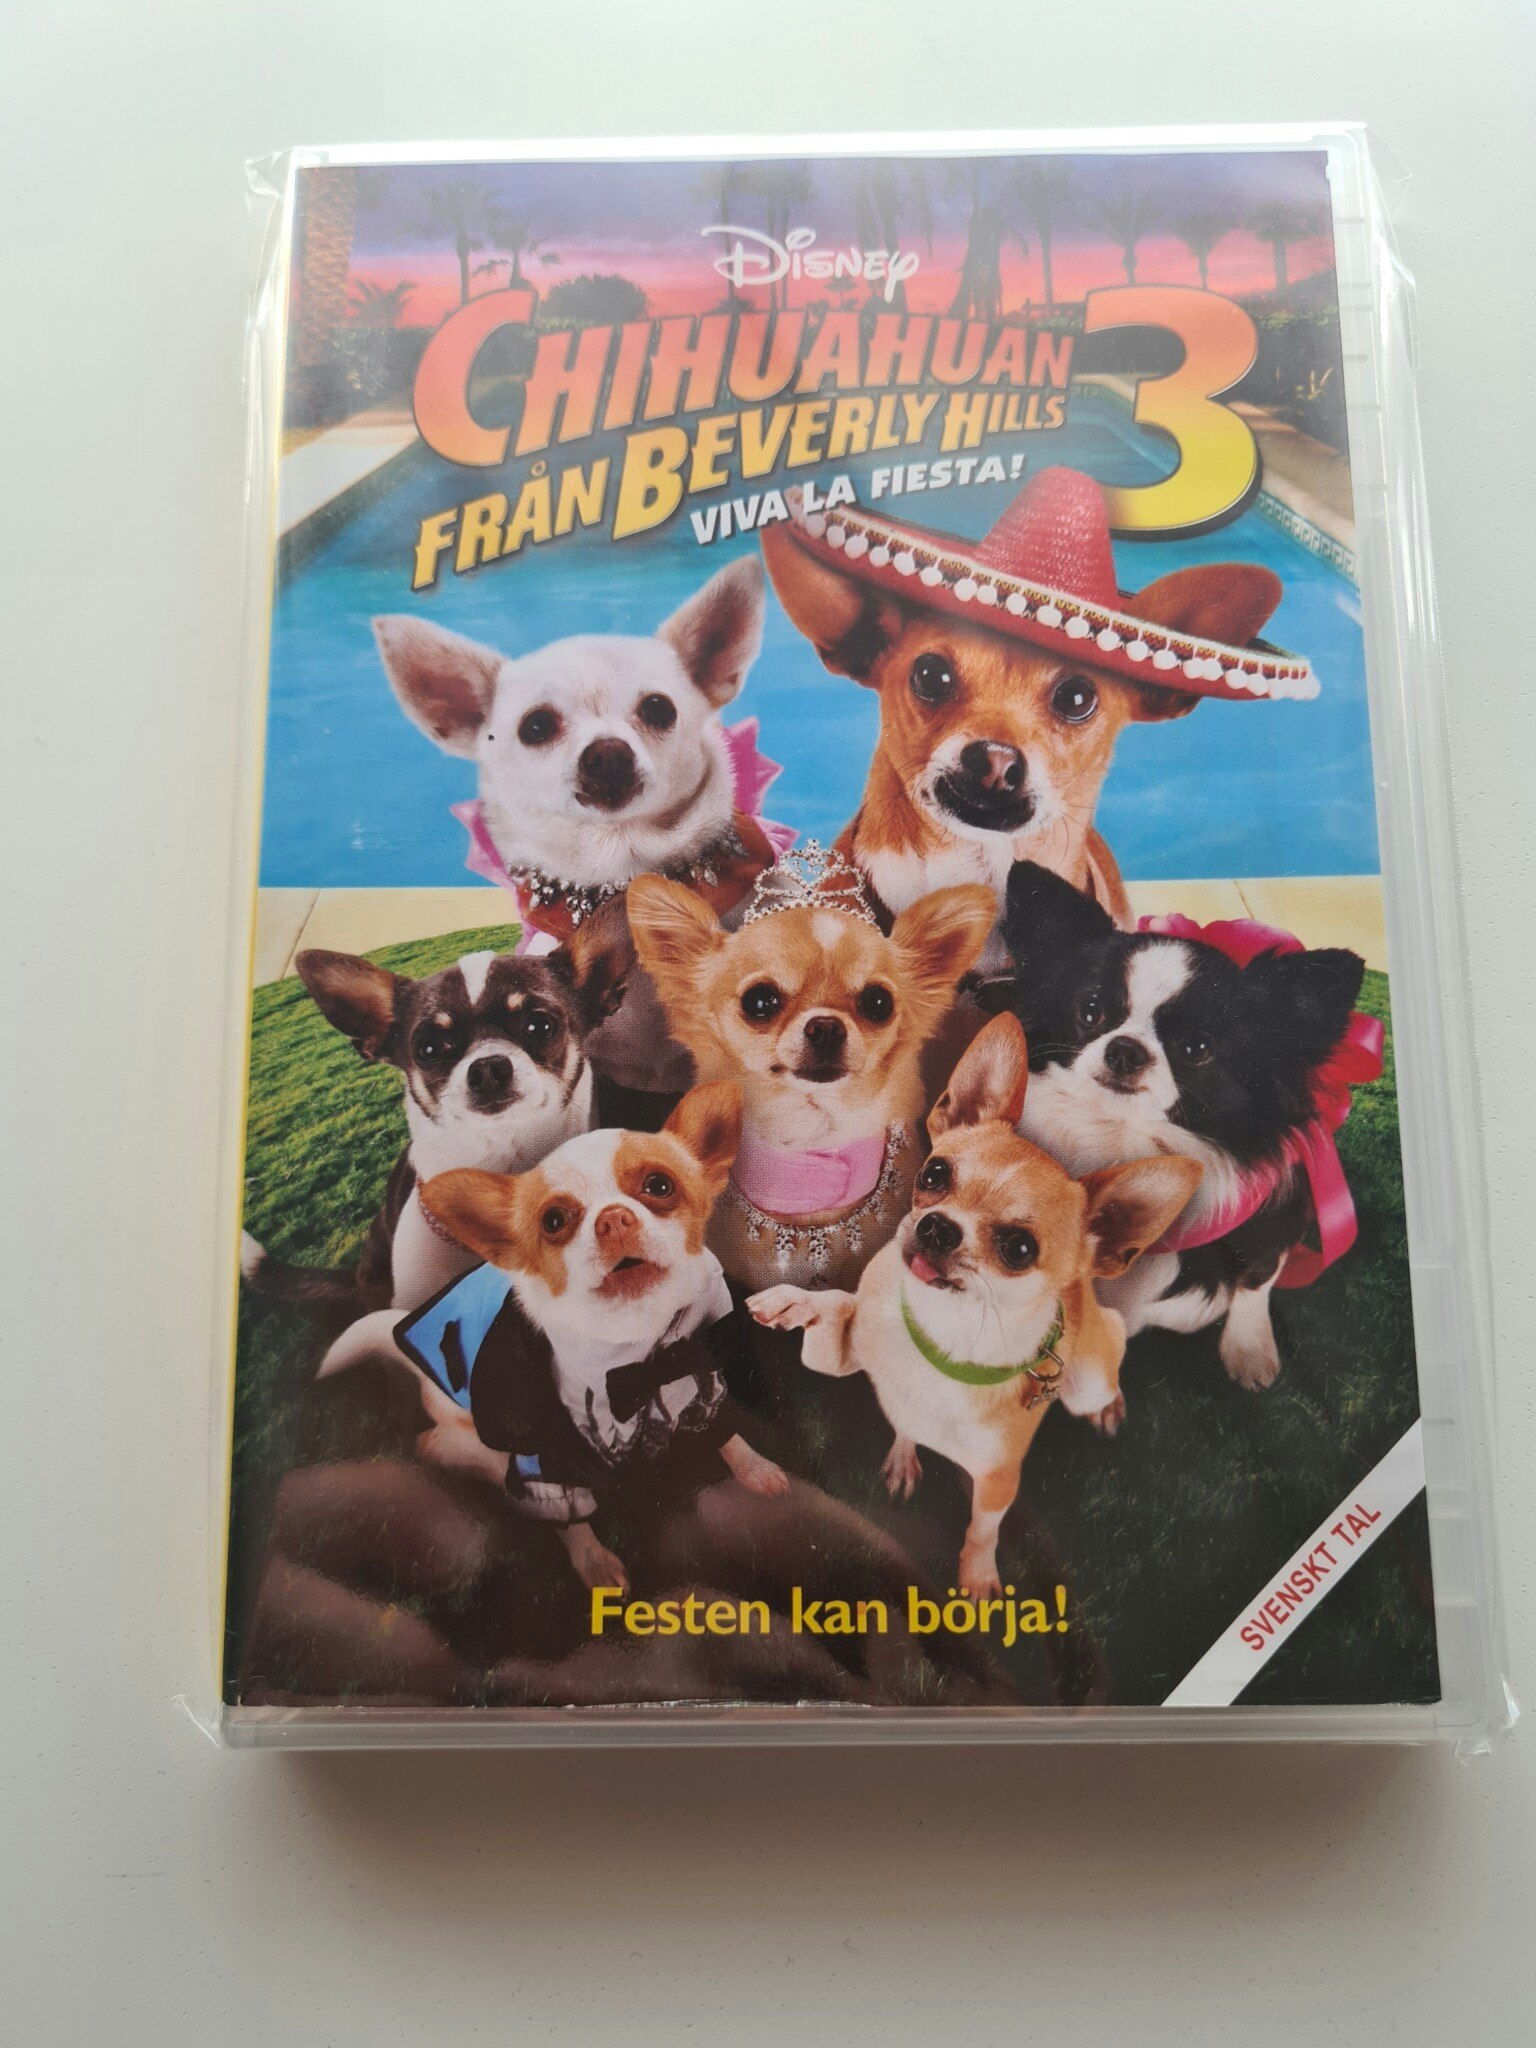 Disney
CHIHUAHUAN
FRÅN BEVERLY HILLS 3
VIVA LA FIESTA!
Festen kan börja!
SVENSKT TAL